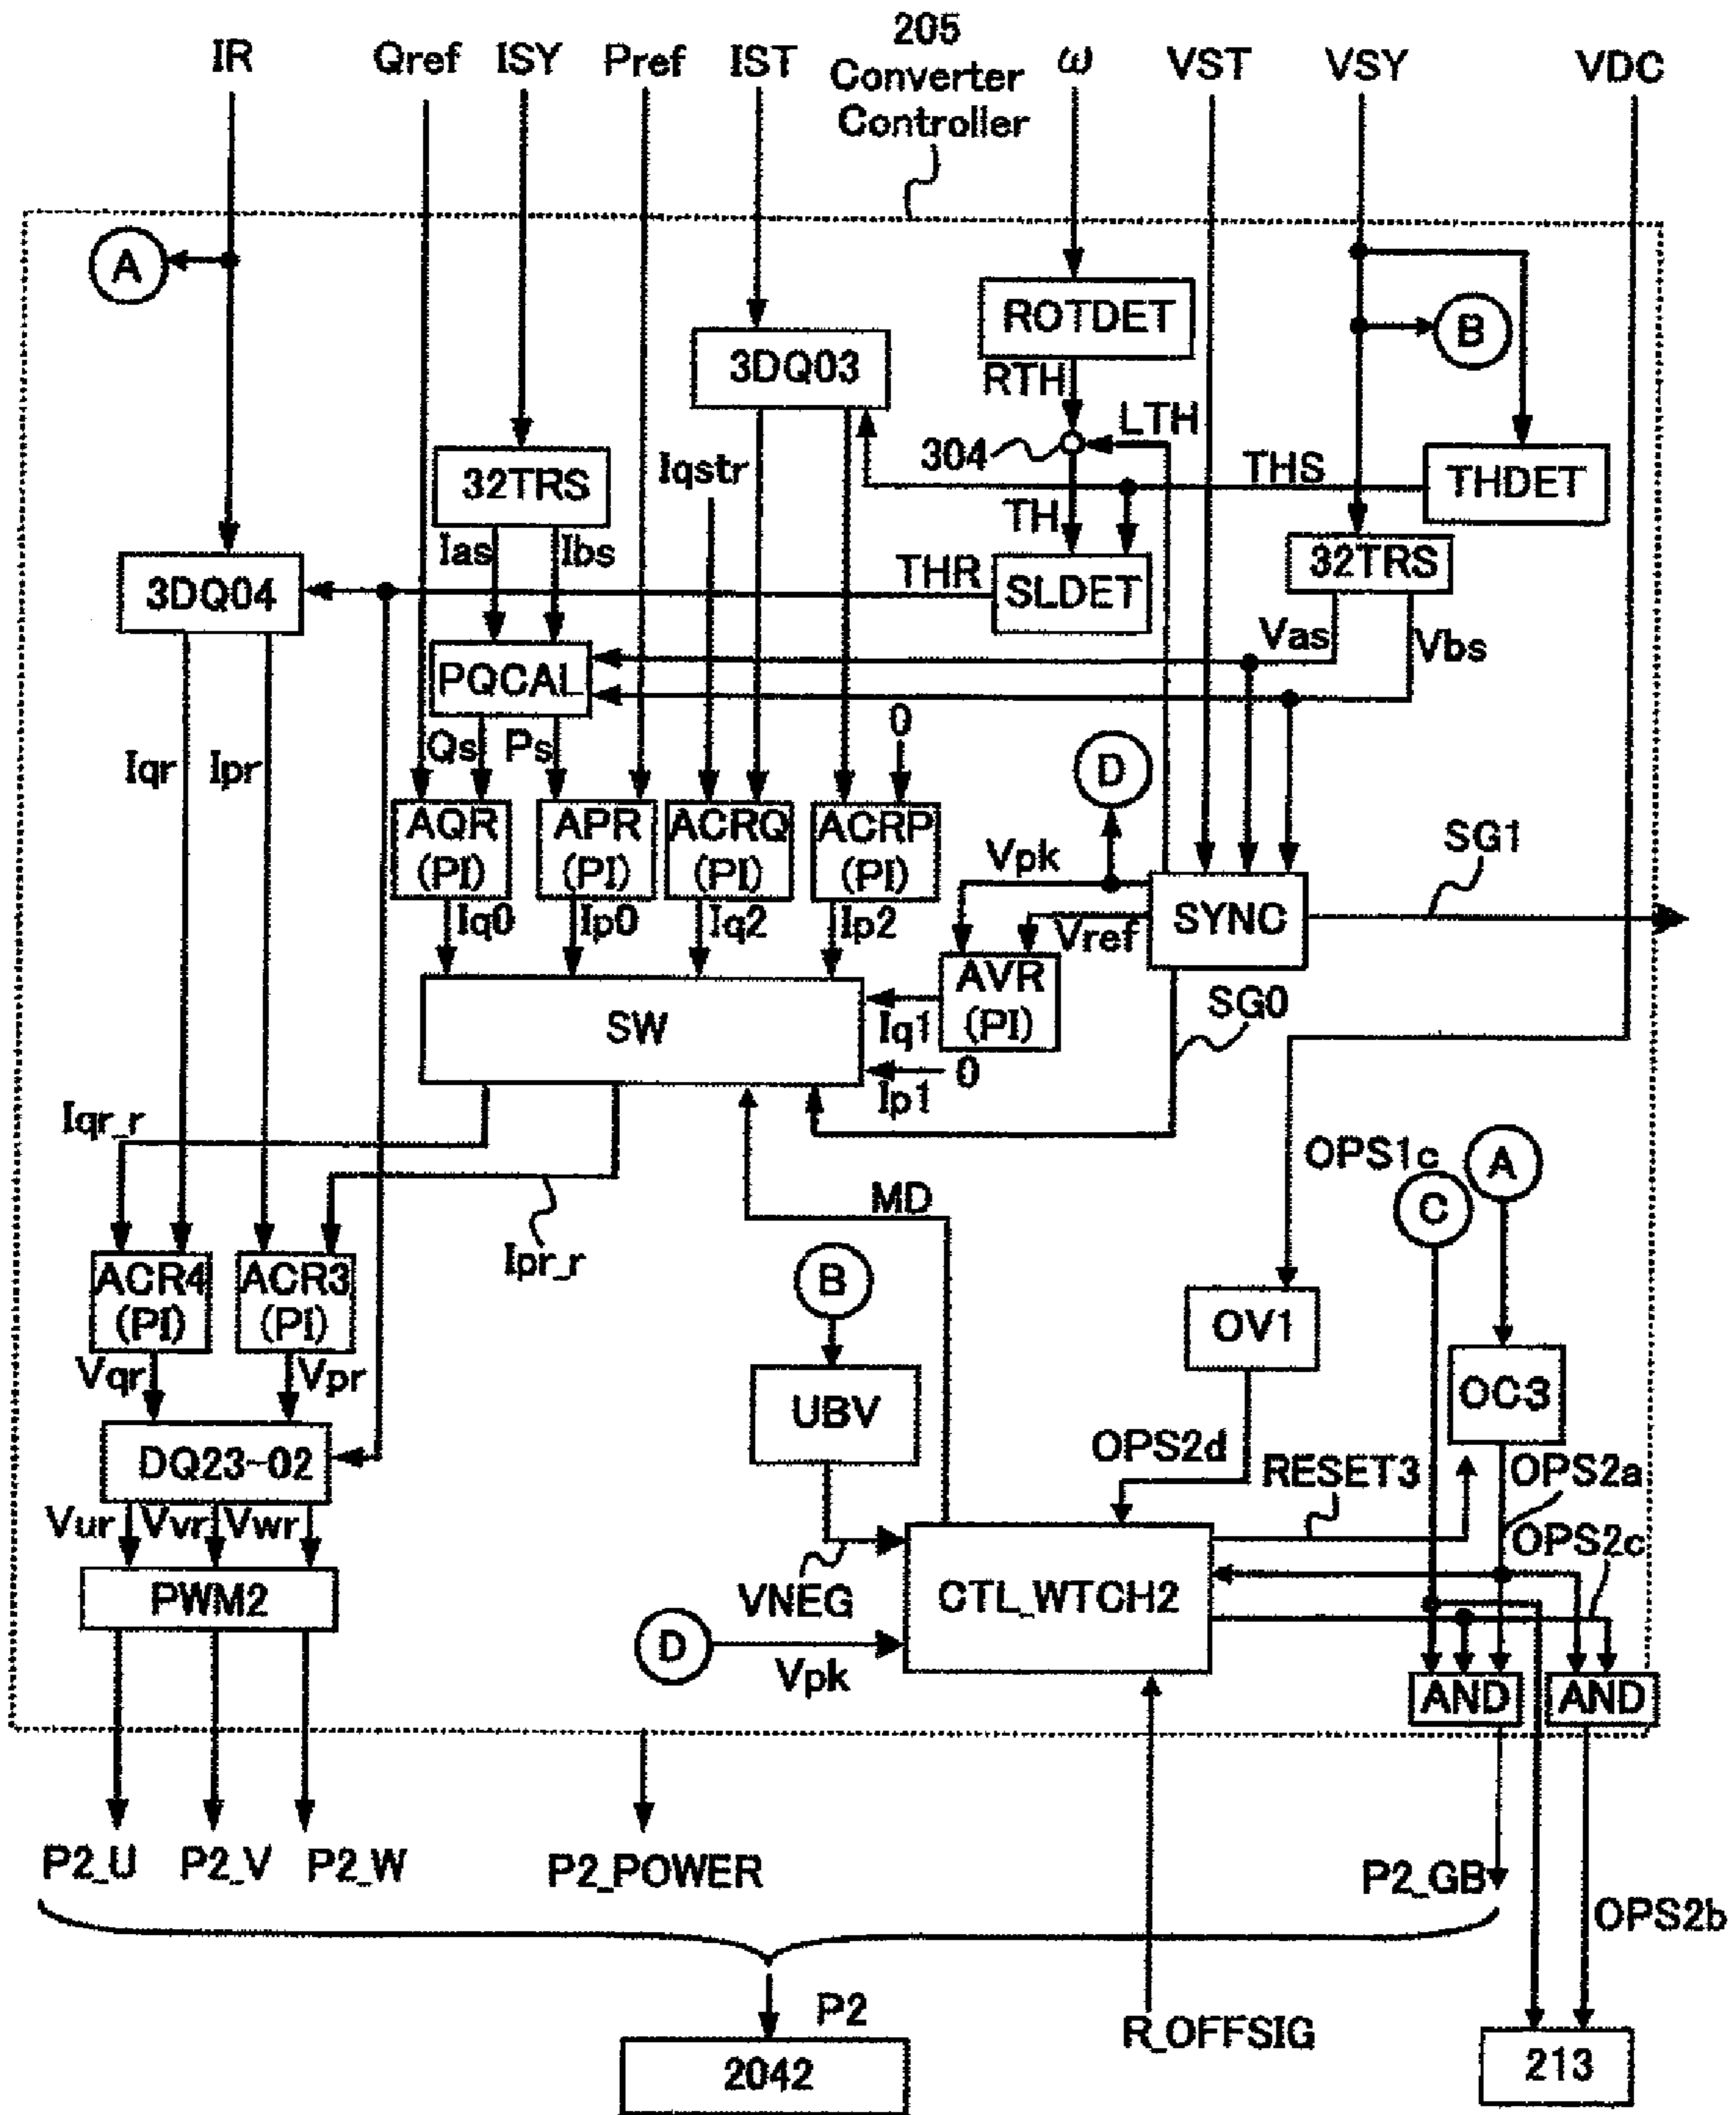 205
Converter
Controller
IR
Qref
ISY
Pref
IST
ω
VST
VSY
VDC
A
ROTDET
B
3DQ03
RTH
LTH
304
32TRS
Iqstr
THS
THDET
TH
Ias
Ibs
32TRS
3DQ04
THR
SLDET
Vas
Vbs
PQCAL
0
Qs
Ps
D
Iqr
Ipr
AQR
(PI)
APR
(PI)
ACRQ
(PI)
ACRP
(PI)
Vpk
SG1
SYNC
Iq0
Ip0
Iq2
Ip2
Vref
AVR
(PI)
SG0
SW
Iq1
0
Ip1
Iqr_r
OPS1c
A
MD
C
Ipr_r
B
ACR4
(PI)
ACR3
(PI)
OV1
Vqr
Vpr
UBV
OC3
DQ23-02
OPS2d
RESET3
OPS2a
Vur
Vvr
Vwr
OPS2c
PWM2
VNEG
CTL_WTCH2
D
Vpk
AND
AND
P2_U
P2_V
P2_W
P2_POWER
P2_GB
OPS2b
P2
R_OFFSIG
2042
213